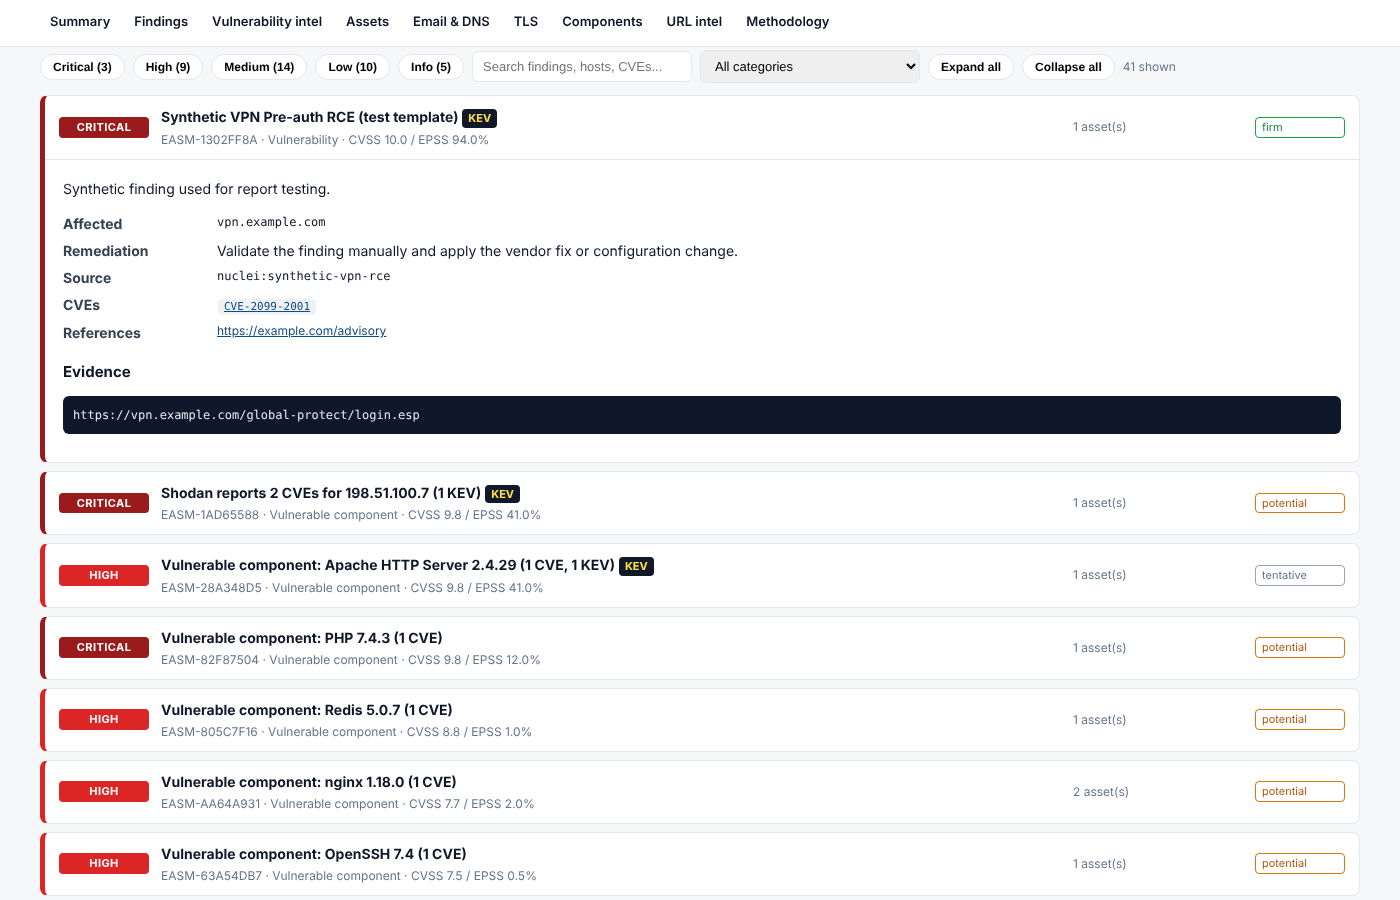 Summary Findings Vulnerability intel Assets Email & DNS TLS Components URL intel Methodology
Critical (3) High (9) Medium (14) Low (10) Info (5) Search findings, hosts, CVEs... All categories Expand all Collapse all 41 shown
CRITICAL Synthetic VPN Pre-auth RCE (test template) KEV 1 asset(s) firm
EASM-1302FF8A · Vulnerability · CVSS 10.0 / EPSS 94.0%
Synthetic finding used for report testing.
Affected vpn.example.com
Remediation Validate the finding manually and apply the vendor fix or configuration change.
Source nuclei:synthetic-vpn-rce
CVEs CVE-2099-2001
References https://example.com/advisory
Evidence
https://vpn.example.com/global-protect/login.esp
CRITICAL Shodan reports 2 CVEs for 198.51.100.7 (1 KEV) KEV 1 asset(s) potential
EASM-1AD65588 · Vulnerable component · CVSS 9.8 / EPSS 41.0%
HIGH Vulnerable component: Apache HTTP Server 2.4.29 (1 CVE, 1 KEV) KEV 1 asset(s) tentative
EASM-28A348D5 · Vulnerable component · CVSS 9.8 / EPSS 41.0%
CRITICAL Vulnerable component: PHP 7.4.3 (1 CVE) 1 asset(s) potential
EASM-82F87504 · Vulnerable component · CVSS 9.8 / EPSS 12.0%
HIGH Vulnerable component: Redis 5.0.7 (1 CVE) 1 asset(s) potential
EASM-805C7F16 · Vulnerable component · CVSS 8.8 / EPSS 1.0%
HIGH Vulnerable component: nginx 1.18.0 (1 CVE) 2 asset(s) potential
EASM-AA64A931 · Vulnerable component · CVSS 7.7 / EPSS 2.0%
HIGH Vulnerable component: OpenSSH 7.4 (1 CVE) 1 asset(s) potential
EASM-63A54DB7 · Vulnerable component · CVSS 7.5 / EPSS 0.5%